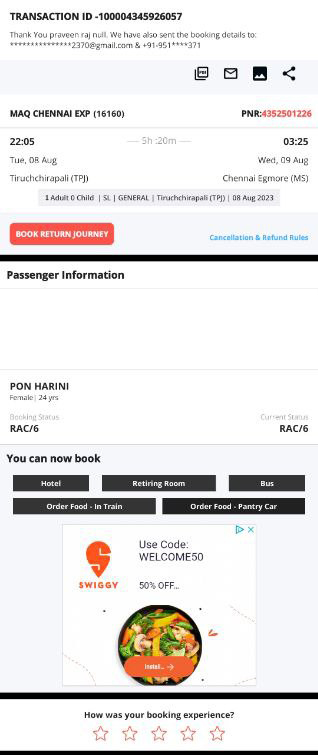 TRANSACTION ID -100004345926057
Thank You praveen raj null. We have also sent the booking details to:
***************2370@gmail.com & +91-951****371
MAQ CHENNAI EXP (16160) PNR:4352501226
22:05 5h :20m 03:25
Tue, 08 Aug Wed, 09 Aug
Tiruchchirapali (TPJ) Chennai Egmore (MS)
1 Adult 0 Child | SL | GENERAL | Tiruchchirapali (TPJ) | 08 Aug 2023
BOOK RETURN JOURNEY Cancellation & Refund Rules
Passenger Information
PON HARINI
Female| 24 yrs
Booking Status Current Status
RAC/6 RAC/6
You can now book
Hotel Retiring Room Bus
Order Food - In Train Order Food - Pantry Car
Use Code:
WELCOME50
SWIGGY 50% OFF...
Install... →
How was your booking experience?